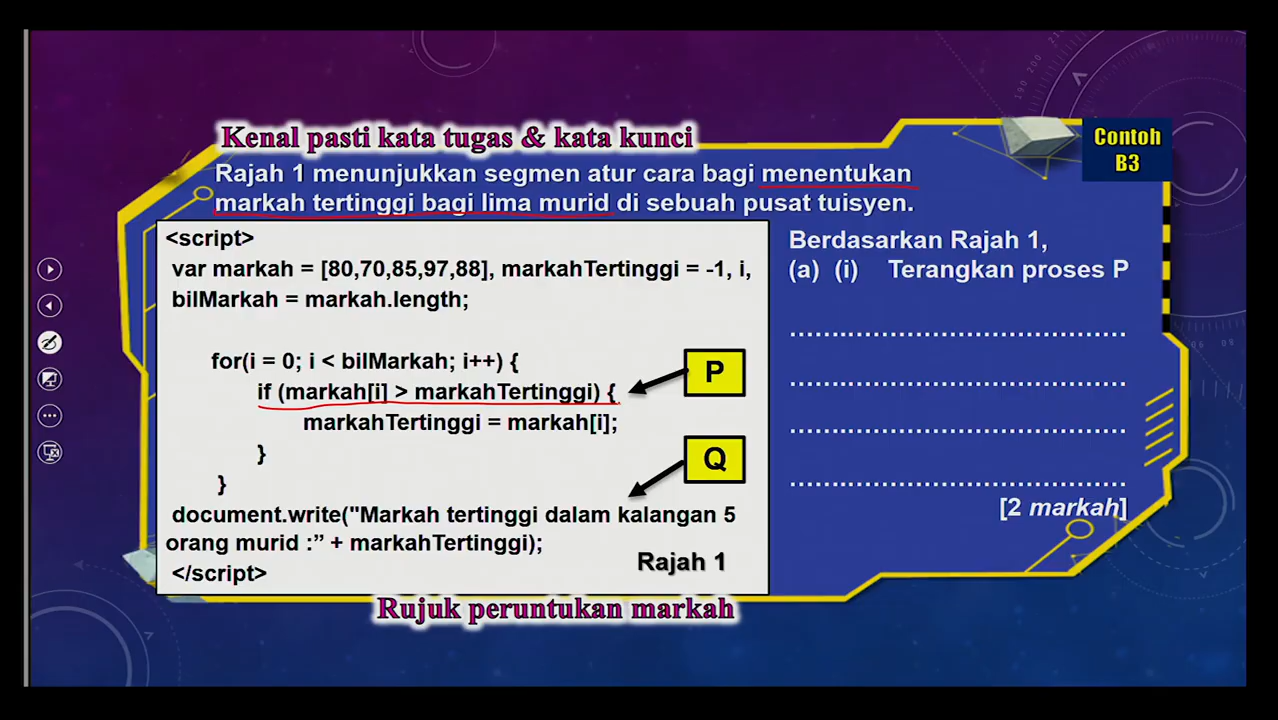 Kenal pasti kata tugas & kata kunci
Contoh
B3
Rajah 1 menunjukkan segmen atur cara bagi menentukan
markah tertinggi bagi lima murid di sebuah pusat tuisyen.
<script>
var markah = [80,70,85,97,88], markahTertinggi = -1, i,
bilMarkah = markah.length;
for(i = 0; i < bilMarkah; i++) {
if (markah[i] > markahTertinggi) {
markahTertinggi = markah[i];
}
}
document.write("Markah tertinggi dalam kalangan 5
orang murid :” + markahTertinggi);
</script>
P
Q
Rajah 1
Berdasarkan Rajah 1,
(a) (i) Terangkan proses P
.......................................
.......................................
.......................................
.......................................
[2 markah]
Rujuk peruntukan markah